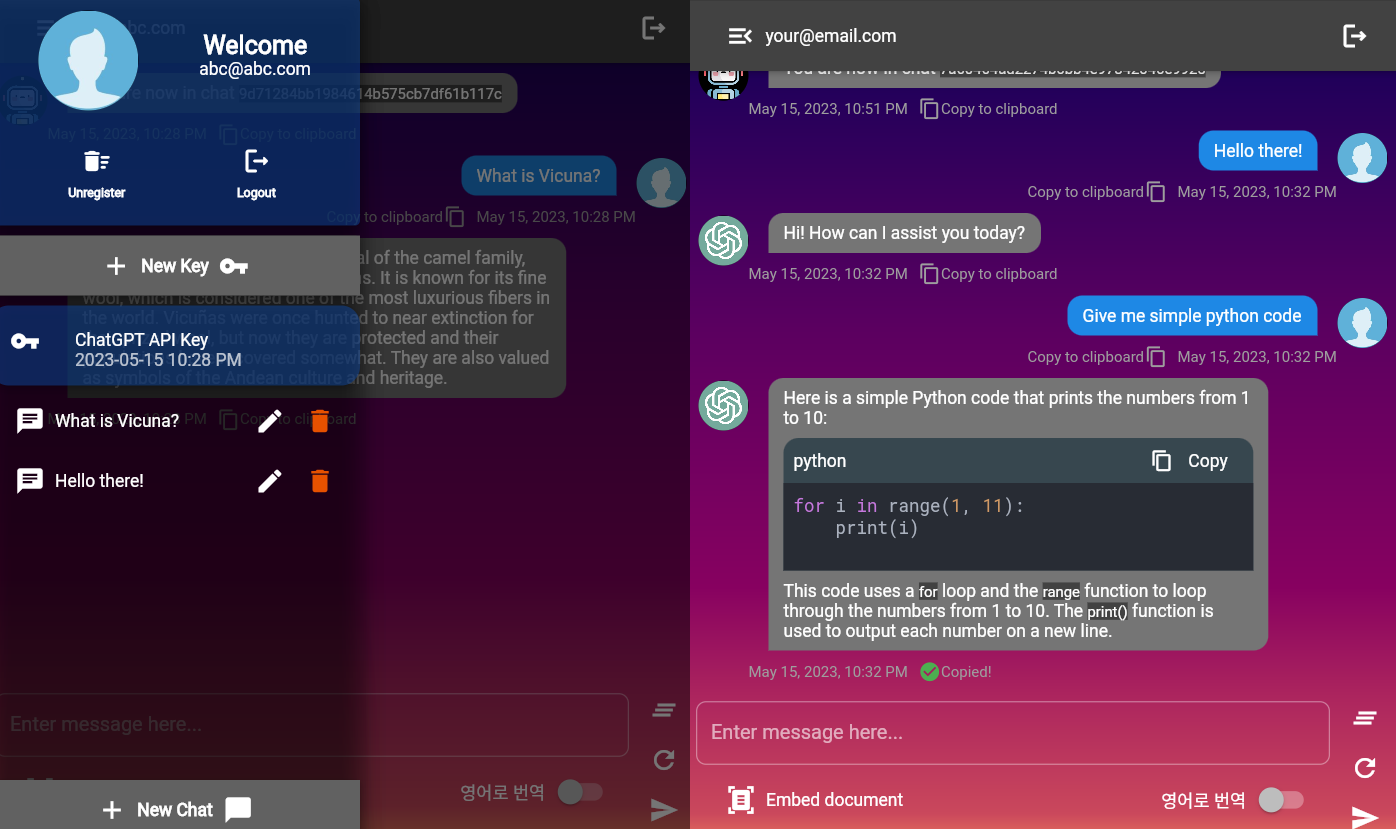 Welcome
abc@abc.com
Unregister
Logout
New Key
ChatGPT API Key
2023-05-15 10:28 PM
What is Vicuna?
Hello there!
New Chat
abc.com
are now in chat 9d71284bb1984614b575cb7df61b117c
May 15, 2023, 10:28 PM Copy to clipboard
What is Vicuna?
Copy to clipboard May 15, 2023, 10:28 PM
al of the camel family,
It is known for its fine
wool, which is considered one of the most luxurious fibers in
the world. Vicuñas were once hunted to near extinction for
but now they are protected and their
somewhat. They are also valued
as symbols of the Andean culture and heritage.
PM Copy to clipboard
Enter message here...
영어로 번역
your@email.com
You are now in chat
May 15, 2023, 10:51 PM Copy to clipboard
Hello there!
Copy to clipboard May 15, 2023, 10:32 PM
Hi! How can I assist you today?
May 15, 2023, 10:32 PM Copy to clipboard
Give me simple python code
Copy to clipboard May 15, 2023, 10:32 PM
Here is a simple Python code that prints the numbers from 1
to 10:
python Copy
for i in range(1, 11):
    print(i)
This code uses a for loop and the range function to loop
through the numbers from 1 to 10. The print() function is
used to output each number on a new line.
May 15, 2023, 10:32 PM Copied!
Enter message here...
Embed document
영어로 번역